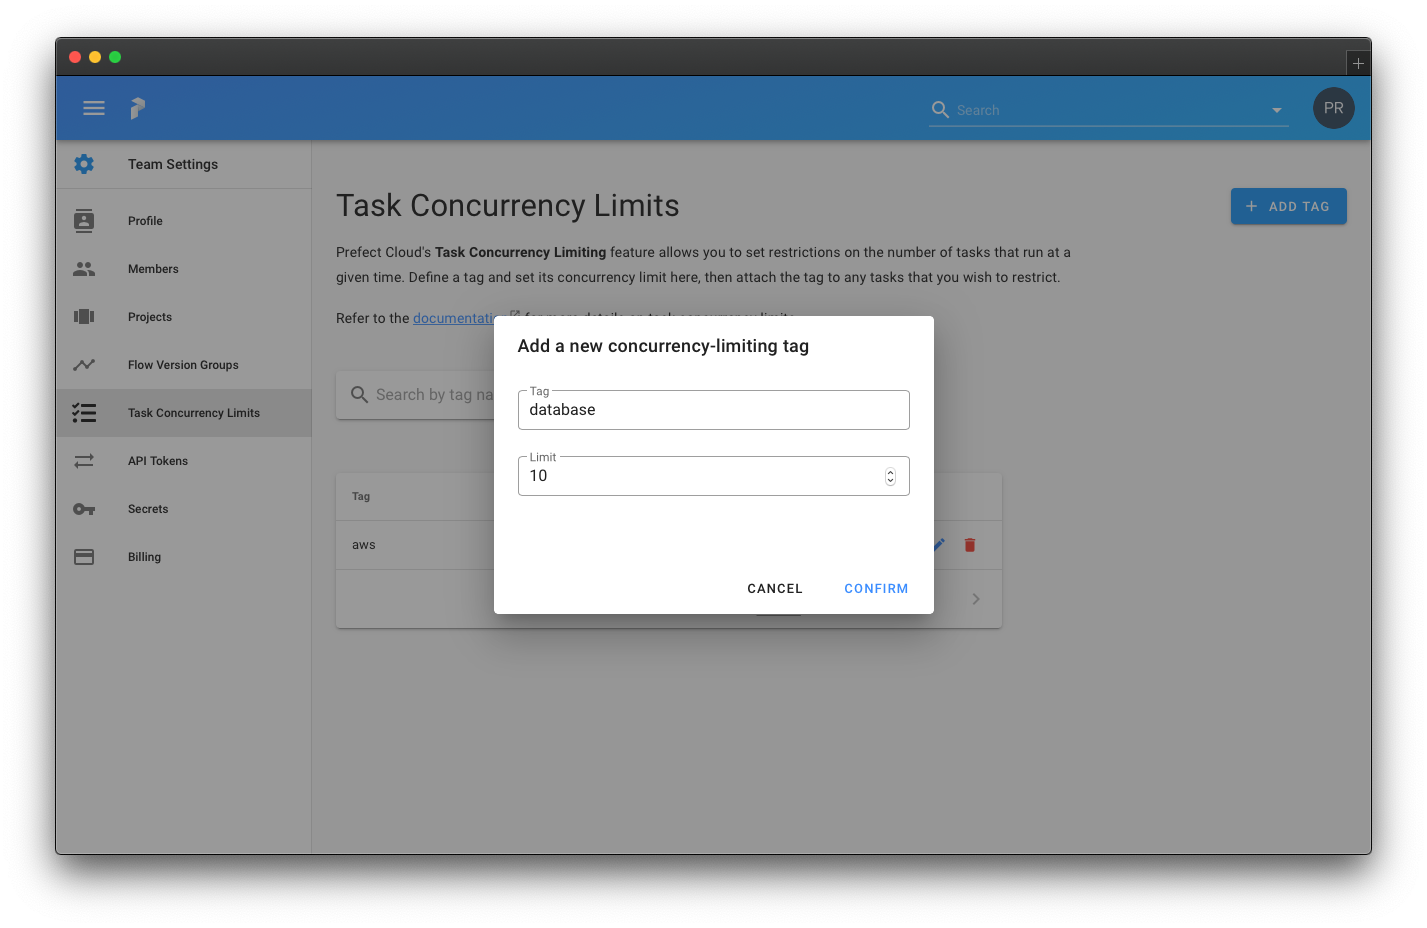 Search
PR
Team Settings
Profile
Members
Projects
Flow Version Groups
Task Concurrency Limits
API Tokens
Secrets
Billing
Task Concurrency Limits
+ ADD TAG
Prefect Cloud's Task Concurrency Limiting feature allows you to set restrictions on the number of tasks that run at a
given time. Define a tag and set its concurrency limit here, then attach the tag to any tasks that you wish to restrict.
Refer to the
Search by tag
Tag
aws
Add a new concurrency-limiting tag
Tag
database
Limit
10
CANCEL
CONFIRM